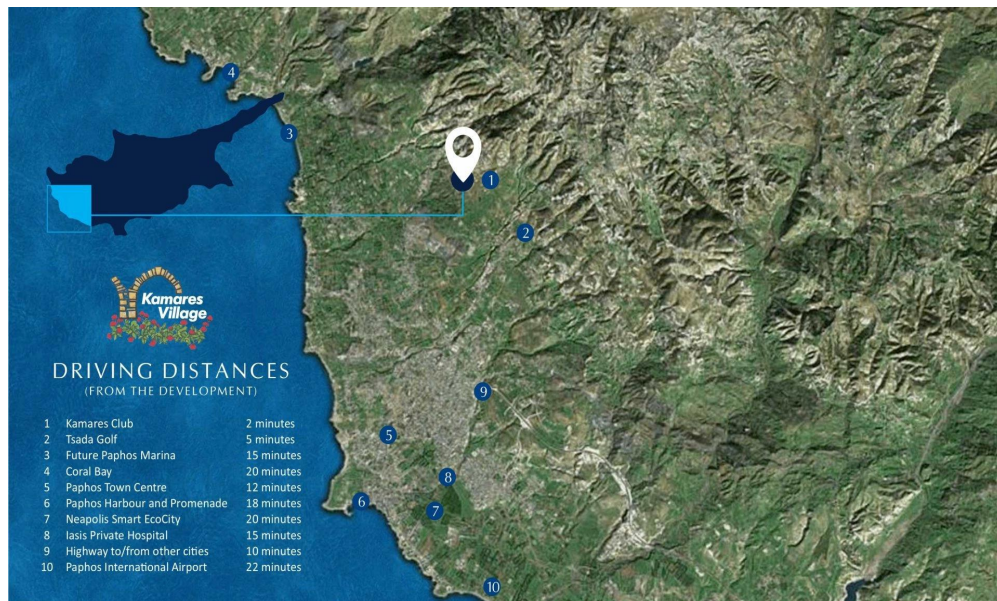 4
3
1
2
Kamares
Village
DRIVING DISTANCES
(FROM THE DEVELOPMENT)
1 Kamares Club 2 minutes
2 Tsada Golf 5 minutes
3 Future Paphos Marina 15 minutes
4 Coral Bay 20 minutes
5 Paphos Town Centre 12 minutes
6 Paphos Harbour and Promenade 18 minutes
7 Neapolis Smart EcoCity 20 minutes
8 Iasis Private Hospital 15 minutes
9 Highway to/from other cities 10 minutes
10 Paphos International Airport 22 minutes
9
5
8
6
7
10